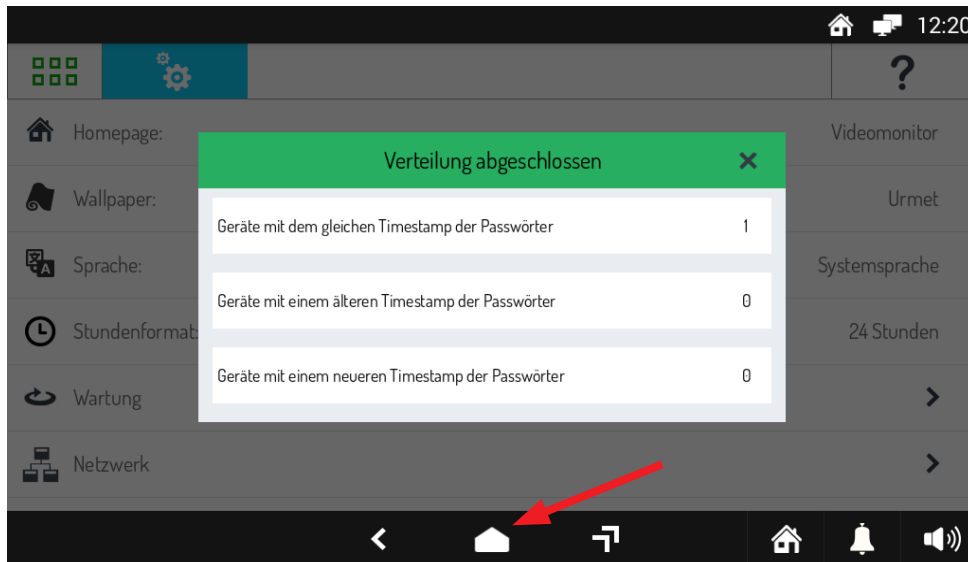 12:20
?
Homepage:
Videomonitor
Verteilung abgeschlossen
Wallpaper:
Urmet
Geräte mit dem gleichen Timestamp der Passwörter 1
Sprache:
Systemsprache
Geräte mit einem älteren Timestamp der Passwörter 0
Stundenformat:
24 Stunden
Geräte mit einem neueren Timestamp der Passwörter 0
Wartung
Netzwerk